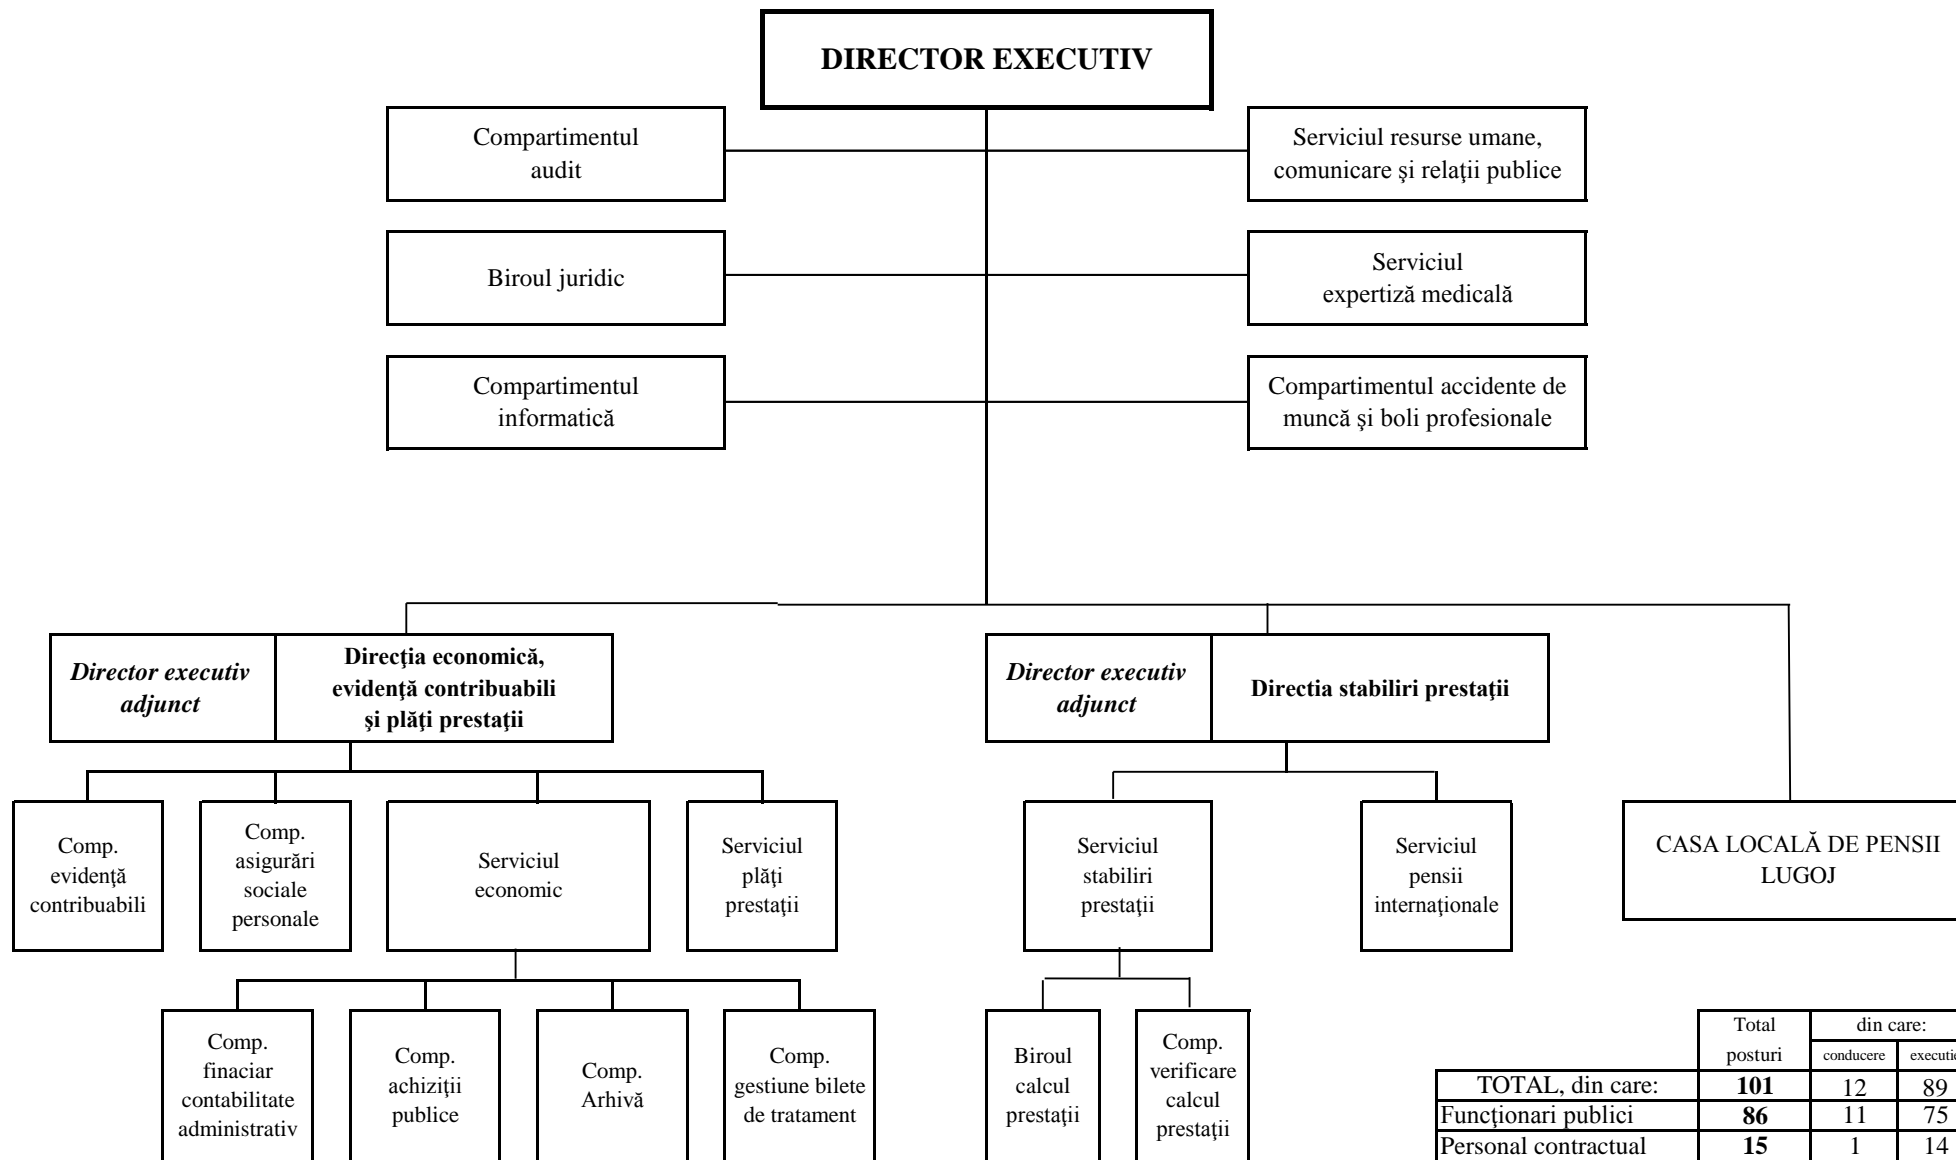 DIRECTOR EXECUTIV
Compartimentul
audit
Serviciul resurse umane,
comunicare şi relaţii publice
Biroul juridic
Serviciul
expertiză medicală
Compartimentul
informatică
Compartimentul accidente de
muncă şi boli profesionale
Director executiv
adjunct
Direcţia economică,
evidenţă contribuabili
şi plăţi prestaţii
Director executiv
adjunct
Directia stabiliri prestaţii
Comp.
evidenţă
contribuabili
Comp.
asigurări
sociale
personale
Serviciul
economic
Serviciul
plăţi
prestaţii
Serviciul
stabiliri
prestaţii
Serviciul
pensii
internaţionale
CASA LOCALĂ DE PENSII
LUGOJ
Comp.
finaciar
contabilitate
administrativ
Comp.
achiziţii
publice
Comp.
Arhivă
Comp.
gestiune bilete
de tratament
Biroul
calcul
prestaţii
Comp.
verificare
calcul
prestaţii
Total din care:
posturi conducere executie
TOTAL, din care: 101 12 89
Funcţionari publici 86 11 75
Personal contractual 15 1 14